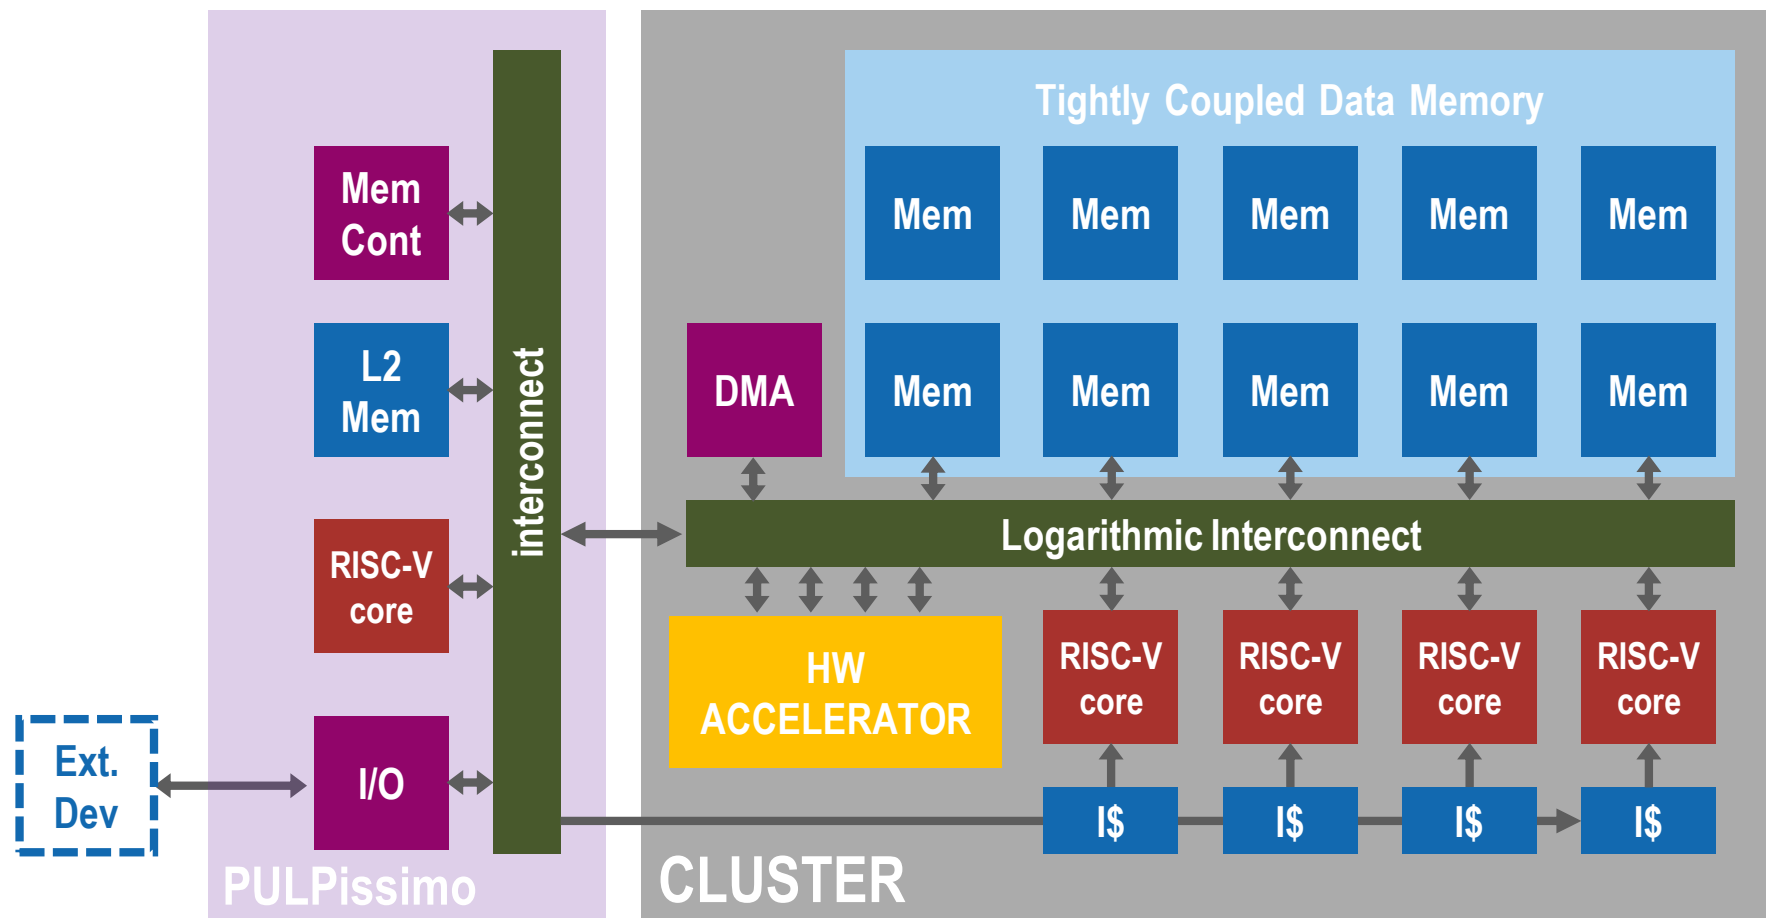 Tightly Coupled Data Memory
Mem
Cont
Mem
Mem
Mem
Mem
Mem
L2
Mem
interconnect
DMA
Mem
Mem
Mem
Mem
Mem
Logarithmic Interconnect
RISC-V
core
HW
ACCELERATOR
RISC-V
core
RISC-V
core
RISC-V
core
RISC-V
core
Ext.
Dev
I/O
I$
I$
I$
I$
PULPissimo
CLUSTER